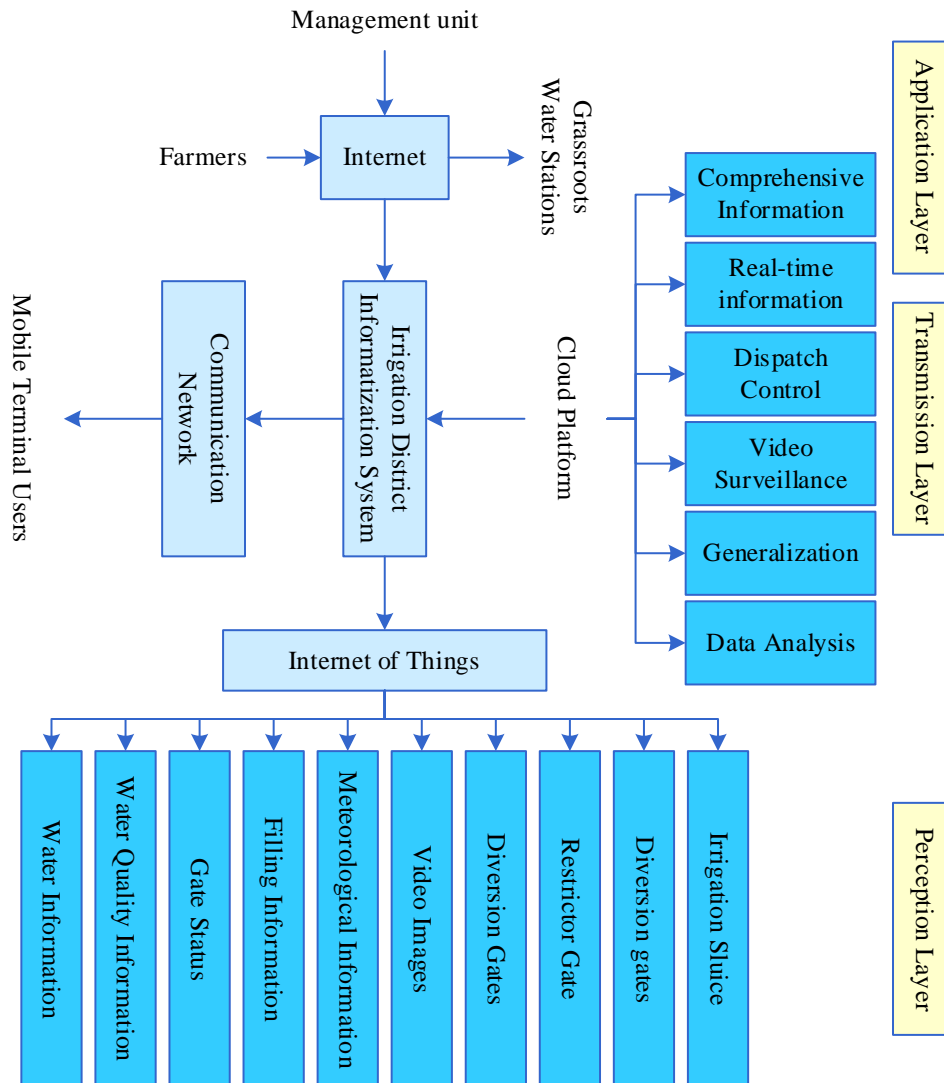 Management unit
Farmers
Internet
Grassroots
Water Stations
Application Layer
Comprehensive
Information
Real-time
information
Dispatch
Control
Video
Surveillance
Generalization
Data Analysis
Transmission Layer
Mobile Terminal Users
Communication
Network
Irrigation District
Informatization System
Cloud Platform
Internet of Things
Water Information
Water Quality Information
Gate Status
Filling Information
Meteorological Information
Video Images
Diversion Gates
Restrictor Gate
Diversion gates
Irrigation Sluice
Perception Layer